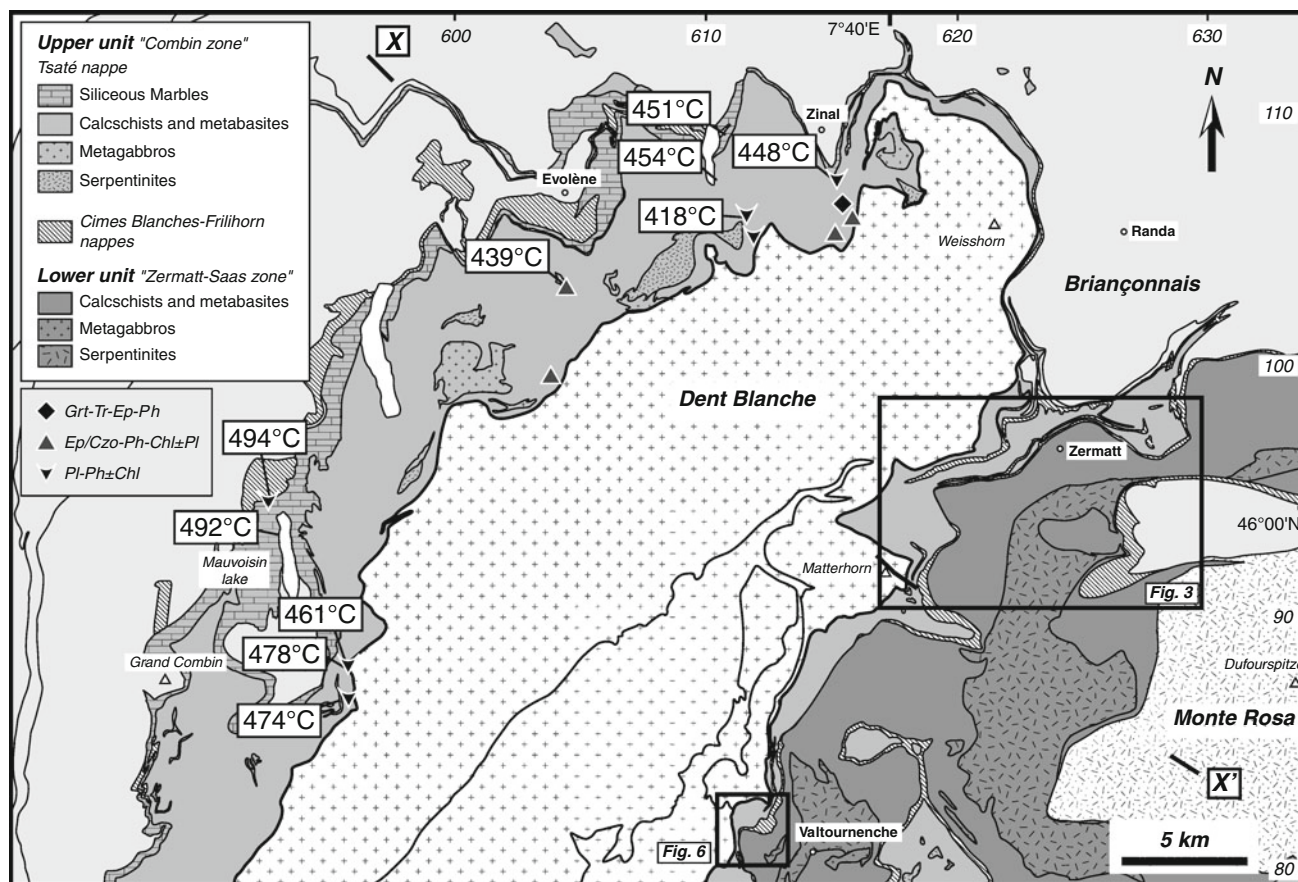 600
610
7°40'E
620
630
X
N
Upper unit "Combin zone"
Tsaté nappe
Siliceous Marbles
Calcschists and metabasites
Metagabbros
Serpentinites
Cimes Blanches-Frilihorn
nappes
Lower unit "Zermatt-Saas zone"
Calcschists and metabasites
Metagabbros
Serpentinites
Grt-Tr-Ep-Ph
Ep/Czo-Ph-Chl±Pl
Pl-Ph±Chl
451°C
Zinal
110
454°C
448°C
Evolène
418°C
Weisshorn
Randa
439°C
Briançonnais
100
Dent Blanche
494°C
Zermatt
492°C
46°00'N
Mauvoisin
lake
Matterhorn
Fig. 3
461°C
90
478°C
Grand Combin
Dufourspitze
474°C
Monte Rosa
X'
Valtournenche
Fig. 6
5 km
80